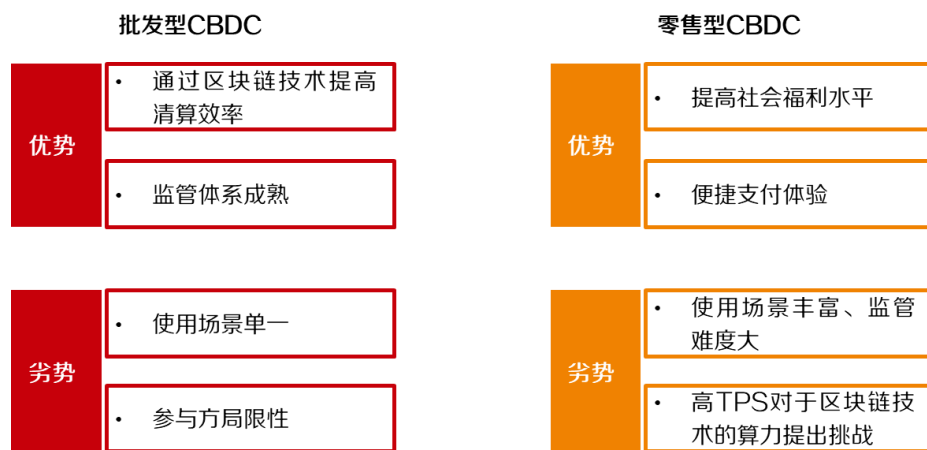 批发型CBDC
优势
• 通过区块链技术提高
清算效率
• 监管体系成熟
劣势
• 使用场景单一
• 参与方局限性
零售型CBDC
优势
• 提高社会福利水平
• 便捷支付体验
劣势
• 使用场景丰富、监管
难度大
• 高TPS对于区块链技
术的算力提出挑战